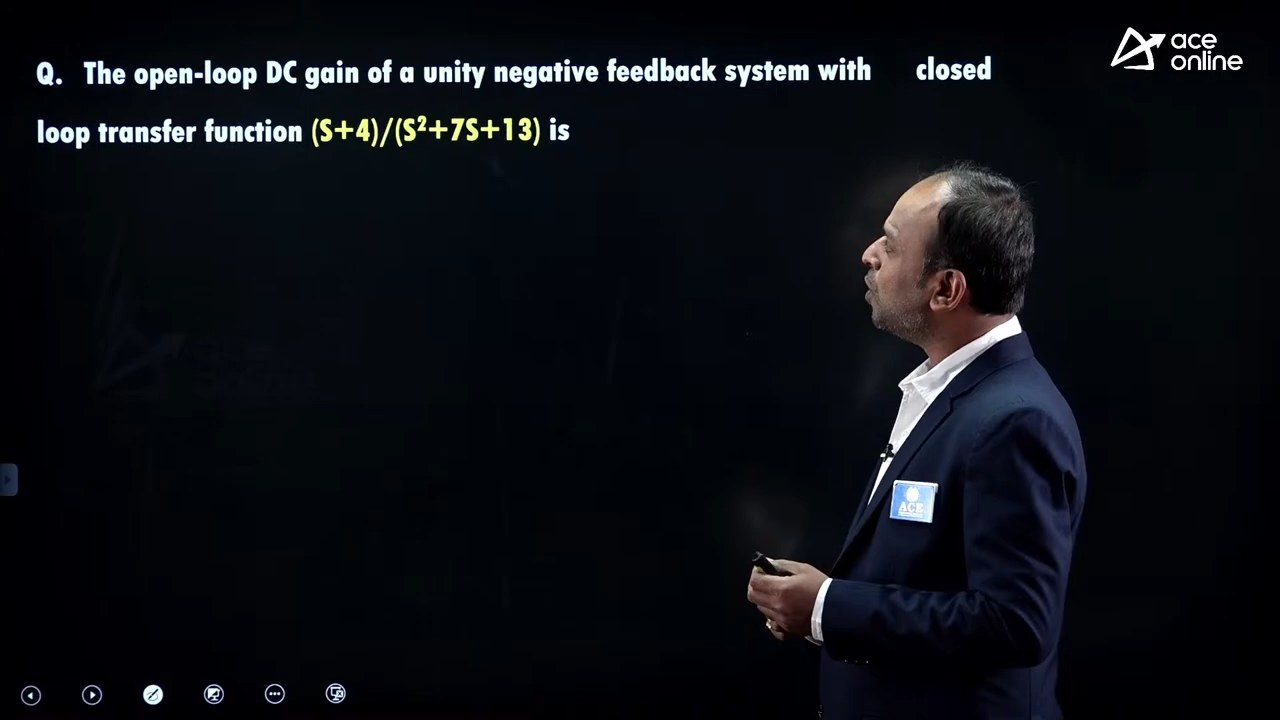 Q. The open-loop DC gain of a unity negative feedback system with closed
loop transfer function (S+4)/(S²+7S+13) is
ace
online
ACE